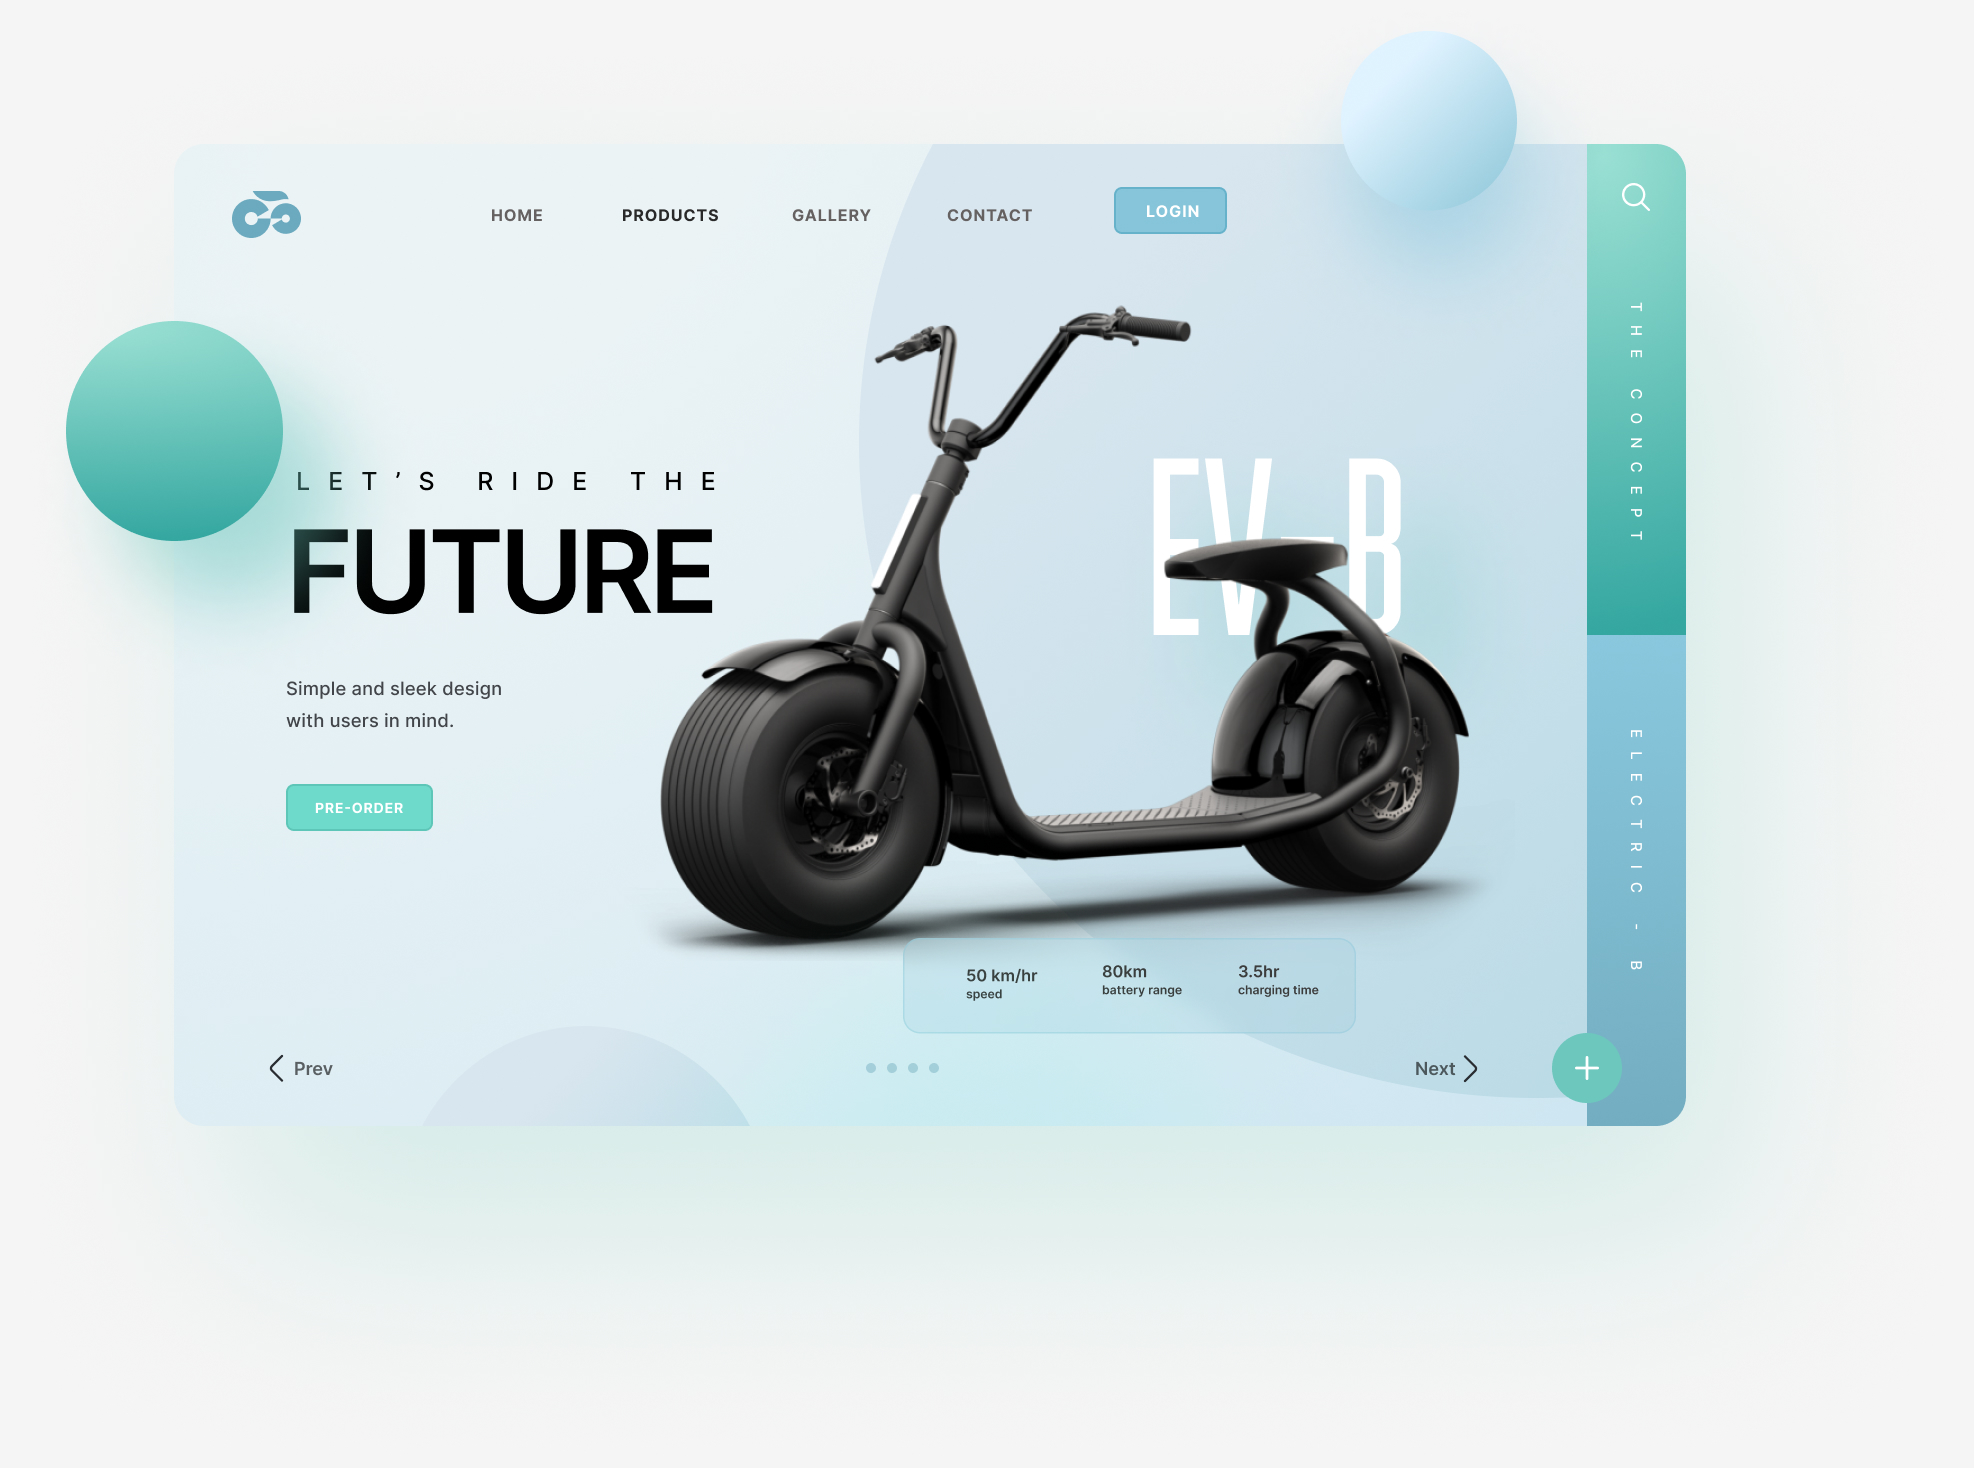 HOME
PRODUCTS
GALLERY
CONTACT
LOGIN
LET’S RIDE THE
FUTURE
Simple and sleek design
with users in mind.
PRE-ORDER
EV-B
50 km/hr
speed
80km
battery range
3.5hr
charging time
Prev
Next
THE CONCEPT
ELECTRIC - B